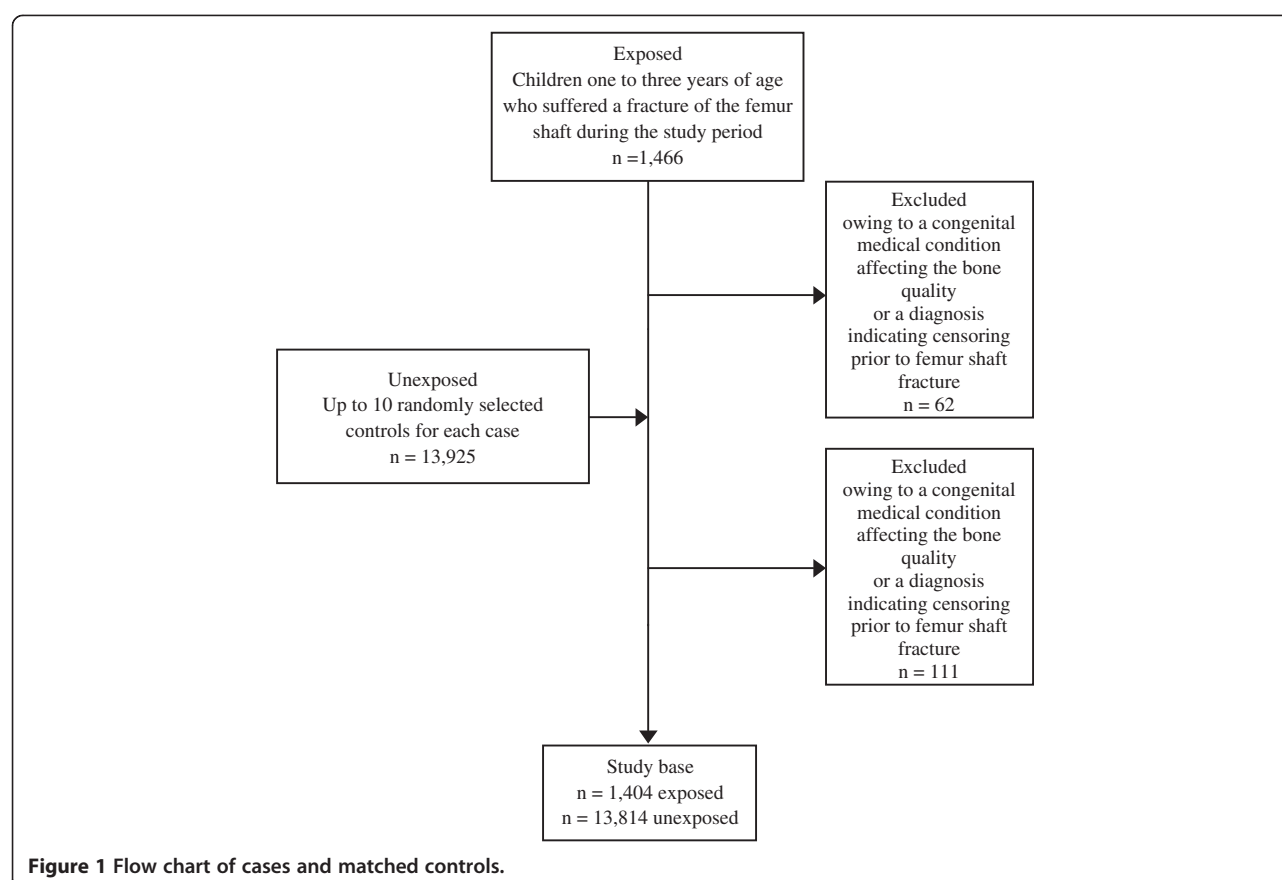 Exposed
Children one to three years of age
who suffered a fracture of the femur
shaft during the study period
n =1,466
Excluded
owing to a congenital
medical condition
affecting the bone
quality
or a diagnosis
indicating censoring
prior to femur shaft
fracture
n = 62
Unexposed
Up to 10 randomly selected
controls for each case
n = 13,925
Excluded
owing to a congenital
medical condition
affecting the bone
quality
or a diagnosis
indicating censoring
prior to femur shaft
fracture
n = 111
Study base
n = 1,404 exposed
n = 13,814 unexposed
Figure 1 Flow chart of cases and matched controls.